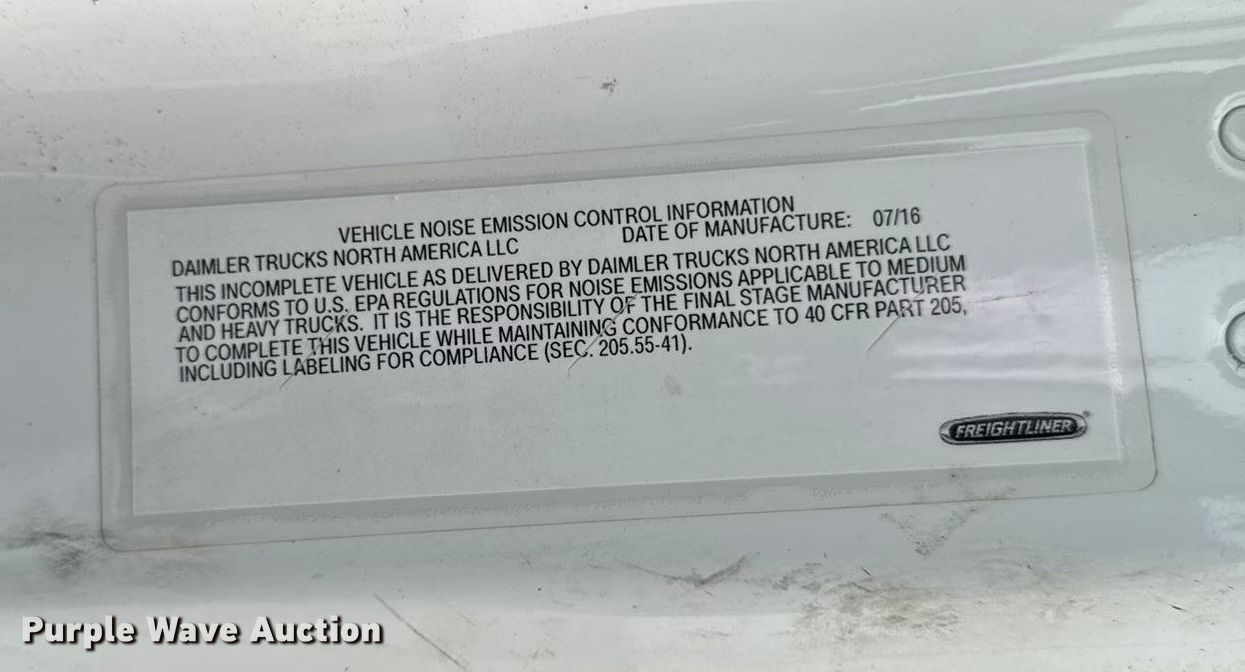 VEHICLE NOISE EMISSION CONTROL INFORMATION
DAIMLER TRUCKS NORTH AMERICA LLC DATE OF MANUFACTURE: 07/16
THIS INCOMPLETE VEHICLE AS DELIVERED BY DAIMLER TRUCKS NORTH AMERICA LLC
CONFORMS TO U.S. EPA REGULATIONS FOR NOISE EMISSIONS APPLICABLE TO MEDIUM
AND HEAVY TRUCKS. IT IS THE RESPONSIBILITY OF THE FINAL STAGE MANUFACTURER
TO COMPLETE THIS VEHICLE WHILE MAINTAINING CONFORMANCE TO 40 CFR PART 205,
INCLUDING LABELING FOR COMPLIANCE (SEC. 205.55-41).
FREIGHTLINER®
Purple Wave Auction